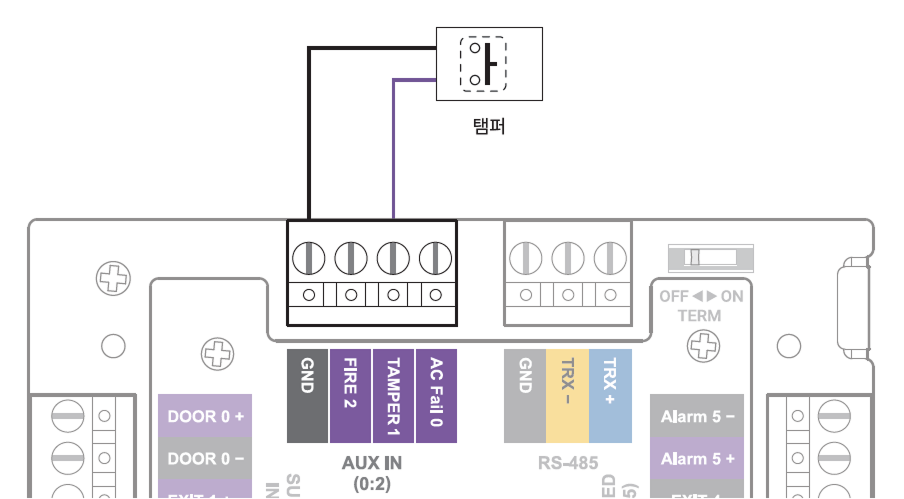 탬퍼
OFF ◀▶ ON
TERM
GND
FIRE 2
TAMPER 1
AC Fail 0
GND
TRX −
TRX +
DOOR 0 +
DOOR 0 −
Alarm 5 −
Alarm 5 +
AUX IN
(0:2)
RS-485
EXIT 1 +
SU
IN
ED
5)
EXIT 4